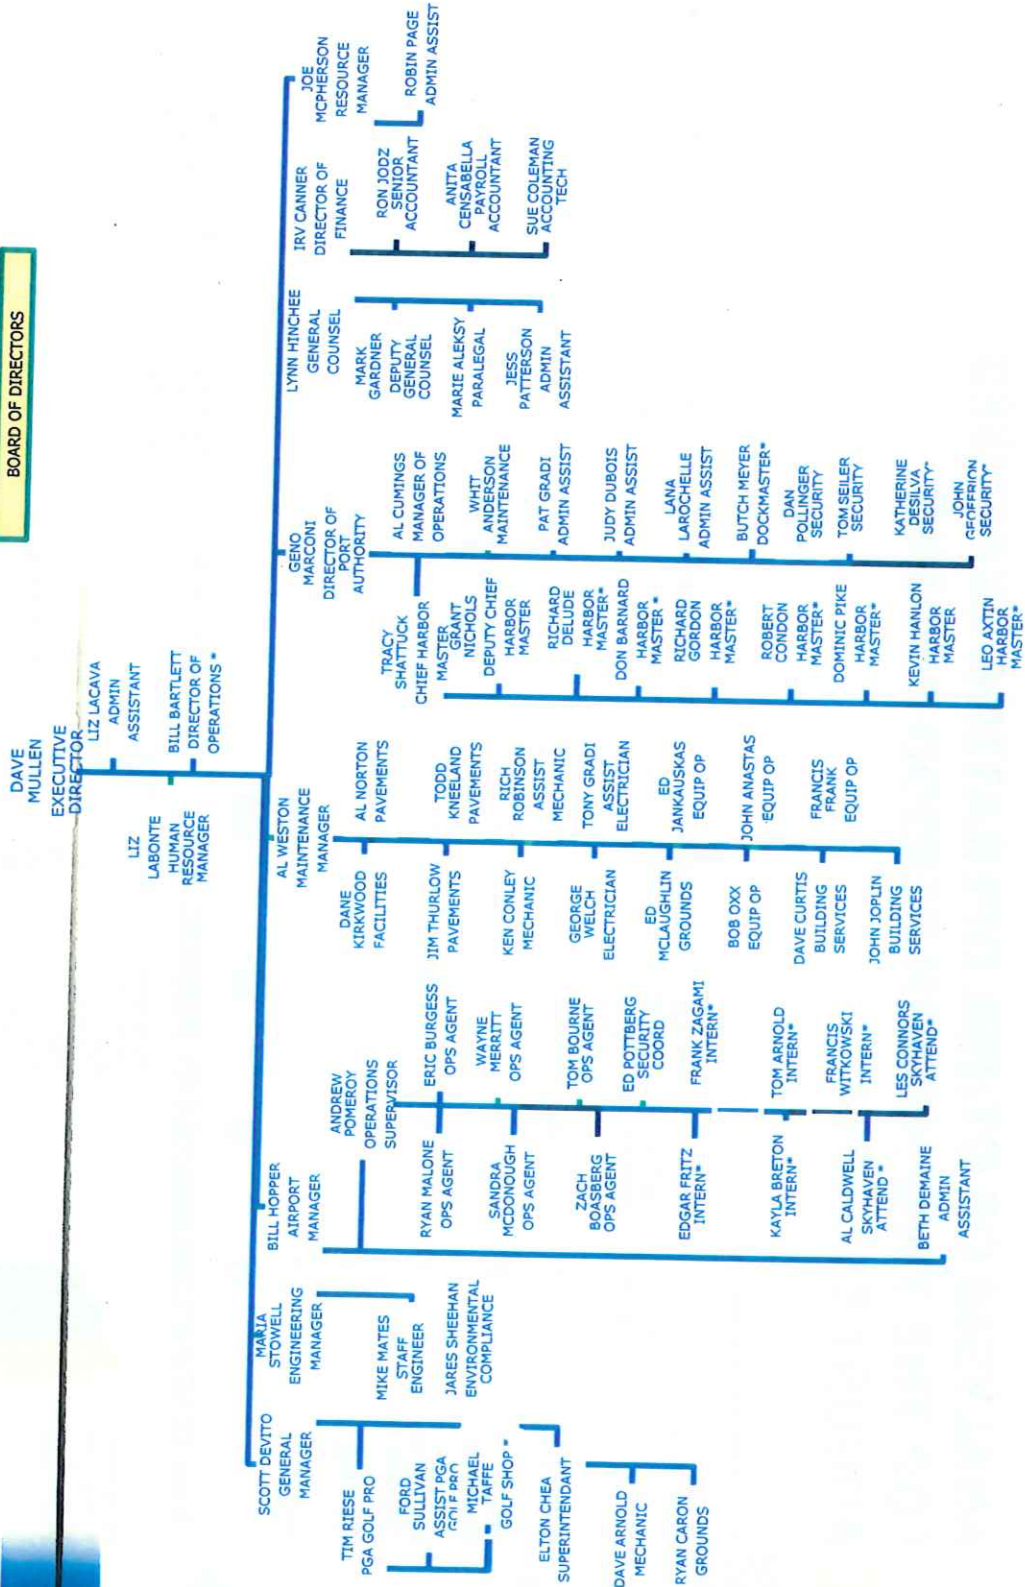 BOARD OF DIRECTORS
DAVE
MULLEN
EXECUTIVE
DIRECTOR
LIZ LACAVA
ADMIN
ASSISTANT
LIZ
LABONTE
HUMAN
RESOURCE
MANAGER
BILL BARTLETT
DIRECTOR OF
OPERATIONS *
SCOTT DEVITO
GENERAL
MANAGER
TIM RIESE
PGA GOLF PRO
FORD
SULLIVAN
ASSIST PGA
GOLF PRO
MICHAEL
TAFFE
GOLF SHOP *
ELTON CHEA
SUPERINTENDANT
DAVE ARNOLD
MECHANIC
RYAN CARON
GROUNDS
MARIA
STOWELL
ENGINEERING
MANAGER
MIKE MATES
STAFF
ENGINEER
JARES SHEEHAN
ENVIRONMENTAL
COMPLIANCE
BILL HOPPER
AIRPORT
MANAGER
ANDREW
POMEROY
OPERATIONS
SUPERVISOR
RYAN MALONE
OPS AGENT
ERIC BURGESS
OPS AGENT
SANDRA
MCDONOUGH
OPS AGENT
WAYNE
MERRITT
OPS AGENT
ZACH
BOASBERG
OPS AGENT
TOM BOURNE
OPS AGENT
ED POTTBERG
SECURITY
COORD
EDGAR FRITZ
INTERN*
FRANK ZAGAMI
INTERN*
KAYLA BRETON
INTERN*
TOM ARNOLD
INTERN*
AL CALDWELL
SKYHAVEN
ATTEND *
FRANCIS
WITKOWSKI
INTERN*
LES CONNORS
SKYHAVEN
ATTEND*
BETH DEMAINE
ADMIN
ASSISTANT
AL WESTON
MAINTENANCE
MANAGER
DANE
KIRKWOOD
FACILITIES
AL NORTON
PAVEMENTS
JIM THURLOW
PAVEMENTS
TODD
KNEELAND
PAVEMENTS
KEN CONLEY
MECHANIC
RICH
ROBINSON
ASSIST
MECHANIC
GEORGE
WELCH
ELECTRICIAN
TONY GRADI
ASSIST
ELECTRICIAN
ED
MCLAUGHLIN
GROUNDS
ED
JANKAUSKAS
EQUIP OP
BOB OXX
EQUIP OP
JOHN ANASTAS
EQUIP OP
DAVE CURTIS
BUILDING
SERVICES
FRANCIS
FRANK
EQUIP OP
JOHN JOPLIN
BUILDING
SERVICES
GENO
MARCONI
DIRECTOR OF
PORT
AUTHORITY
TRACY
SHATTUCK
CHIEF HARBOR
MASTER
GRANT
NICHOLS
DEPUTY CHIEF
HARBOR
MASTER
RICHARD
DELUDE
HARBOR
MASTER*
DON BARNARD
HARBOR
MASTER *
RICHARD
GORDON
HARBOR
MASTER*
ROBERT
CONDON
HARBOR
MASTER*
DOMINIC PIKE
HARBOR
MASTER*
KEVIN HANLON
HARBOR
MASTER
LEO AXTIN
HARBOR
MASTER*
AL CUMINGS
MANAGER OF
OPERATIONS
WHIT
ANDERSON
MAINTENANCE
PAT GRADI
ADMIN ASSIST
JUDY DUBOIS
ADMIN ASSIST
LANA
LAROCHELLE
ADMIN ASSIST
BUTCH MEYER
DOCKMASTER*
DAN
POLLINGER
SECURITY
TOM SEILER
SECURITY
KATHERINE
DESILVA
SECURITY*
JOHN
GEOFFRION
SECURITY*
LYNN HINCHEE
GENERAL
COUNSEL
MARK
GARDNER
DEPUTY
GENERAL
COUNSEL
MARIE ALEKSY
PARALEGAL
JESS
PATTERSON
ADMIN
ASSISTANT
IRV CANNER
DIRECTOR OF
FINANCE
RON JODZ
SENIOR
ACCOUNTANT
ANITA
CENSABELLA
PAYROLL
ACCOUNTANT
SUE COLEMAN
ACCOUNTING
TECH
JOE
MCPHERSON
RESOURCE
MANAGER
ROBIN PAGE
ADMIN ASSIST